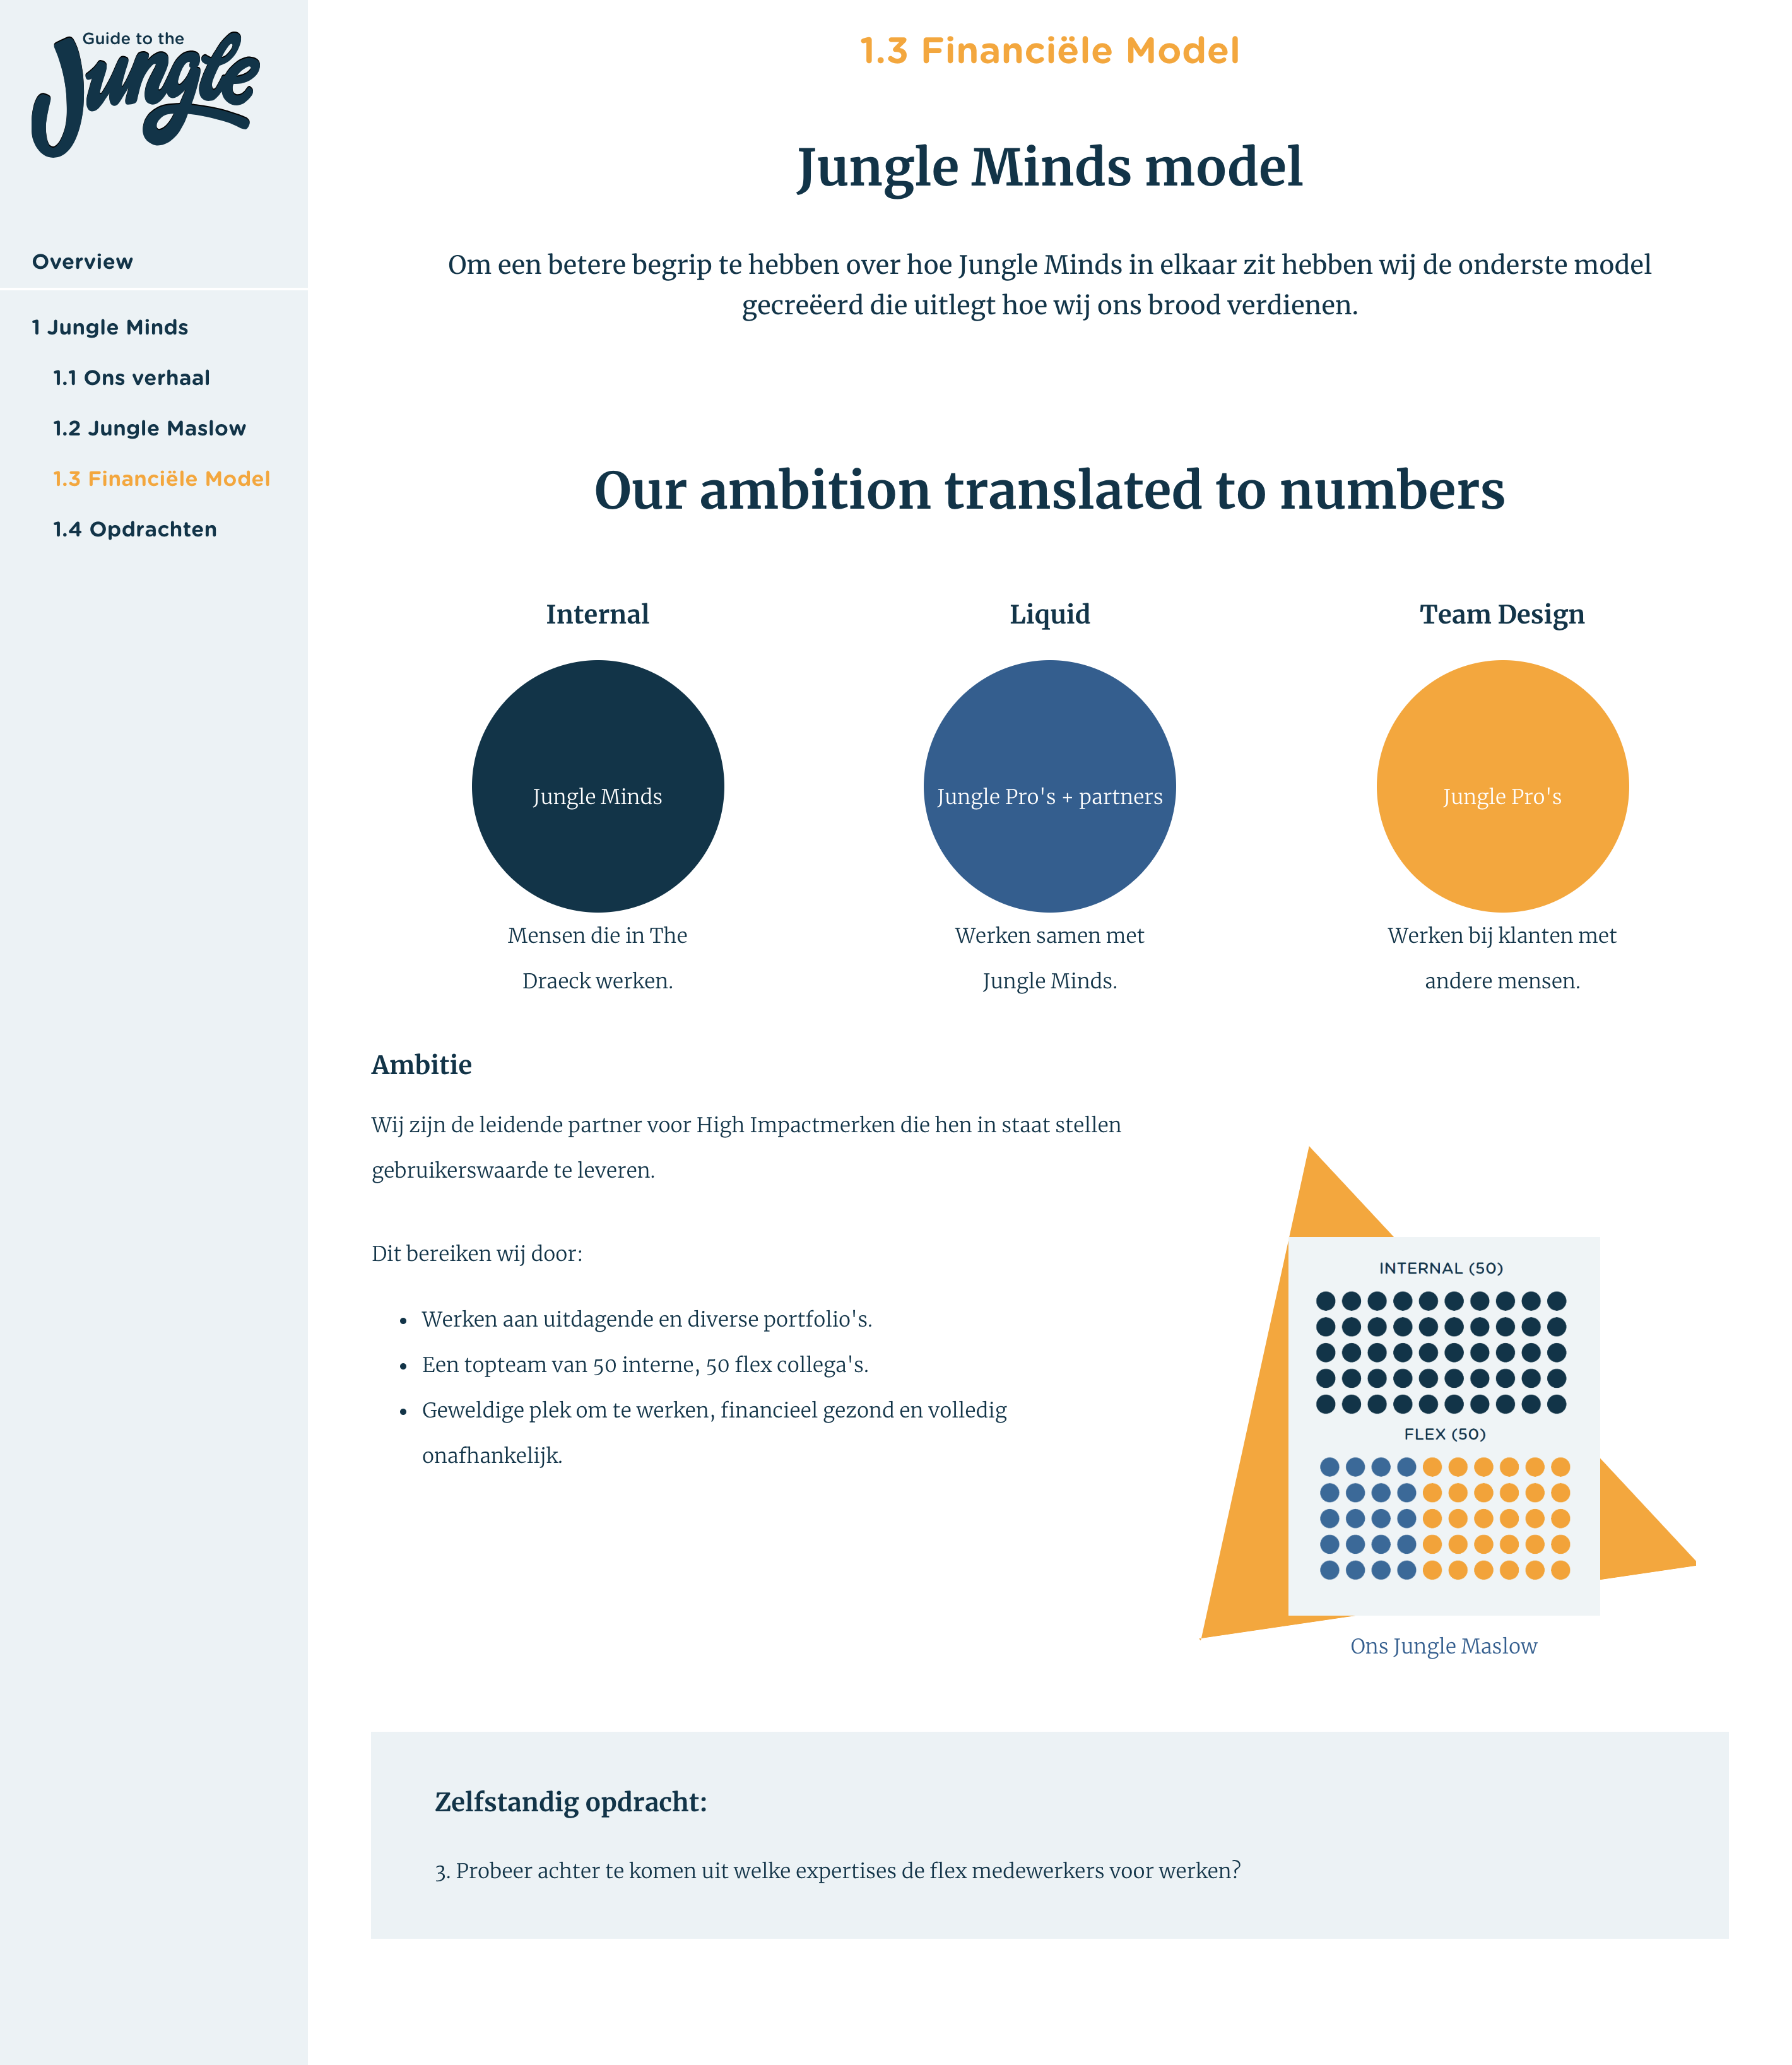 Guide to the
Jungle
Overview
1 Jungle Minds
1.1 Ons verhaal
1.2 Jungle Maslow
1.3 Financiële Model
1.4 Opdrachten
1.3 Financiële Model
Jungle Minds model
Om een betere begrip te hebben over hoe Jungle Minds in elkaar zit hebben wij de onderste model
gecreëerd die uitlegt hoe wij ons brood verdienen.
Our ambition translated to numbers
Internal
Jungle Minds
Mensen die in The
Draeck werken.
Liquid
Jungle Pro's + partners
Werken samen met
Jungle Minds.
Team Design
Jungle Pro's
Werken bij klanten met
andere mensen.
Ambitie
Wij zijn de leidende partner voor High Impactmerken die hen in staat stellen
gebruikerswaarde te leveren.
Dit bereiken wij door:
• Werken aan uitdagende en diverse portfolio's.
• Een topteam van 50 interne, 50 flex collega's.
• Geweldige plek om te werken, financieel gezond en volledig
onafhankelijk.
INTERNAL (50)
FLEX (50)
Ons Jungle Maslow
Zelfstandig opdracht:
3. Probeer achter te komen uit welke expertises de flex medewerkers voor werken?